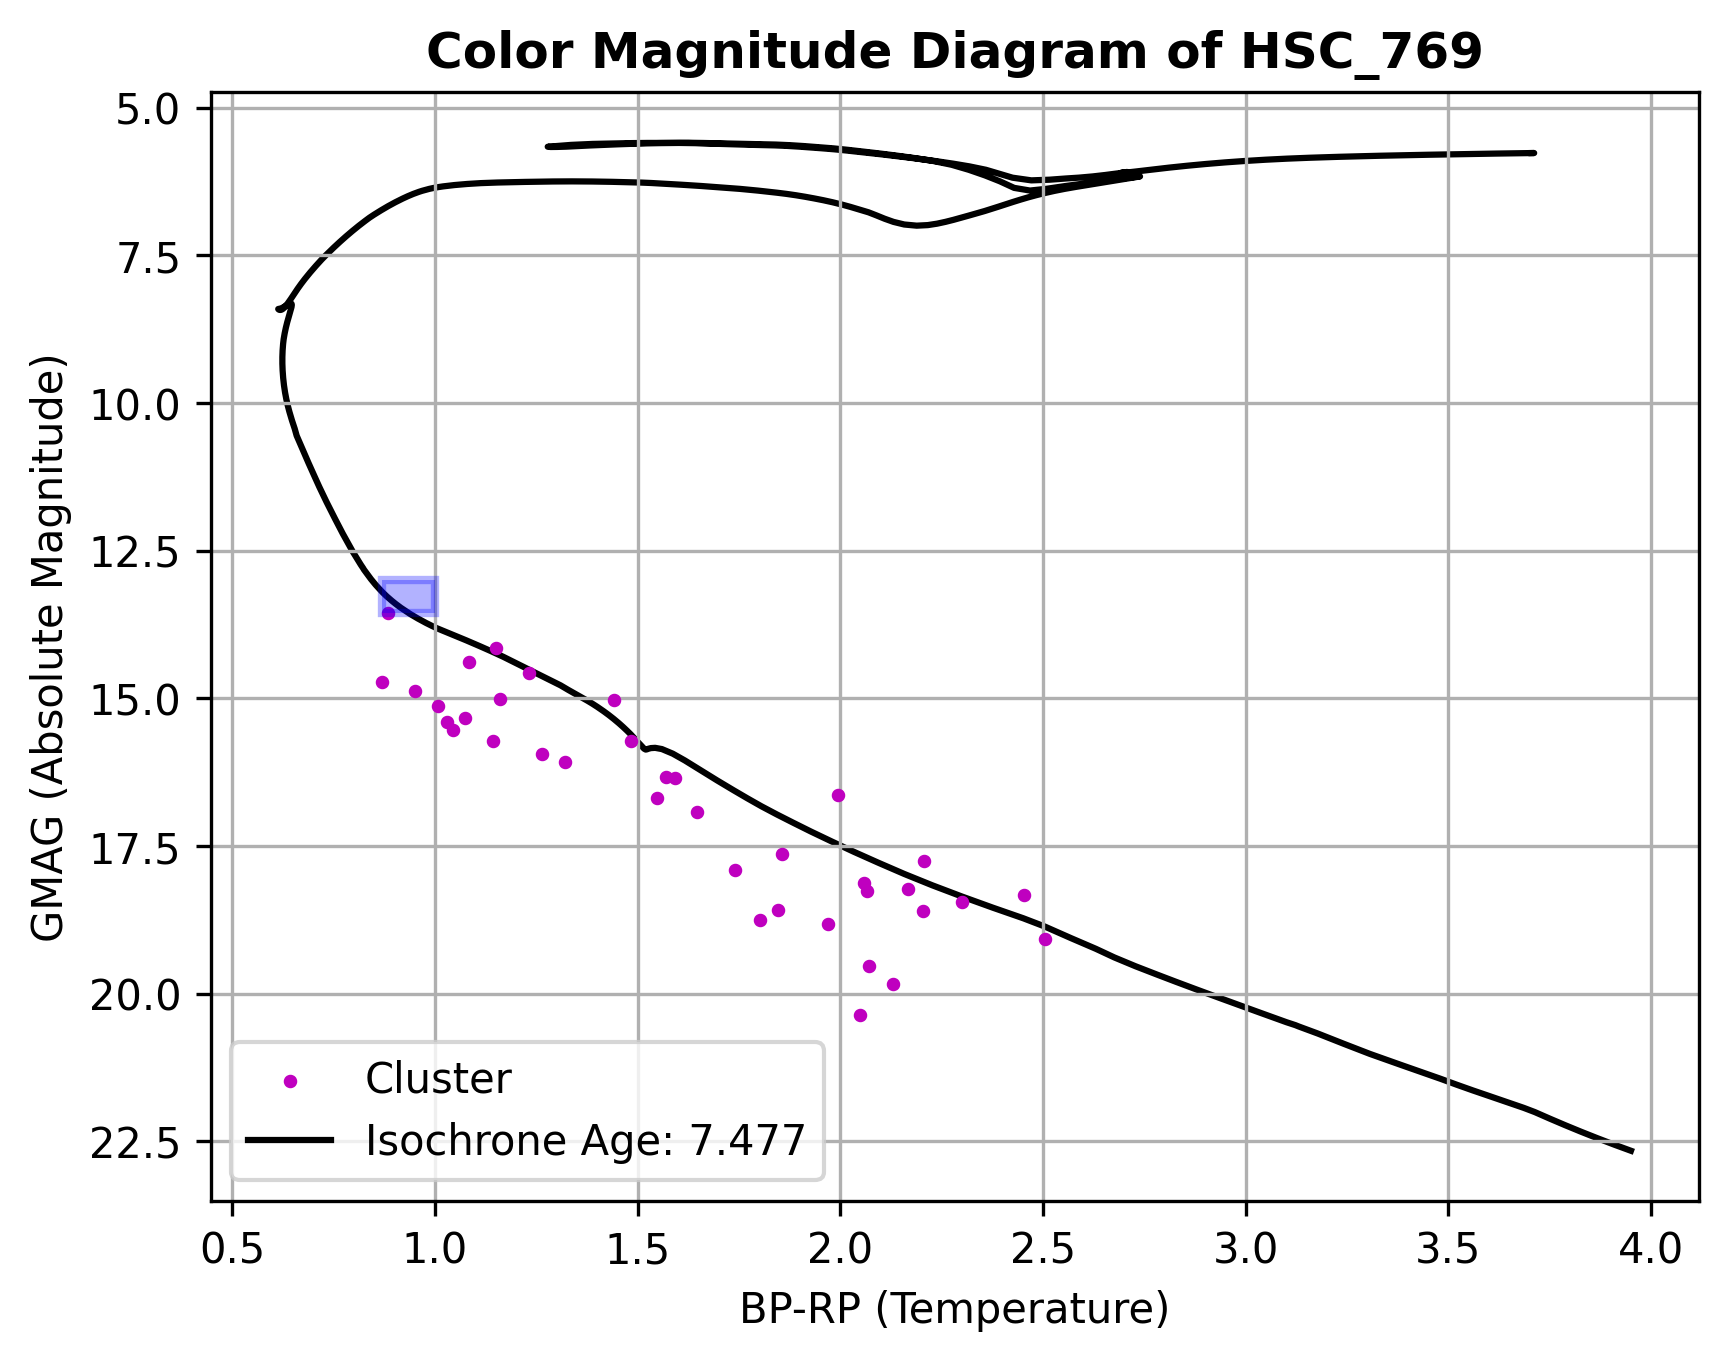 Color Magnitude Diagram of HSC_769
GMAG (Absolute Magnitude)
5.0
7.5
10.0
12.5
15.0
17.5
20.0
22.5
Cluster
Isochrone Age: 7.477
0.5 1.0 1.5 2.0 2.5 3.0 3.5 4.0
BP-RP (Temperature)